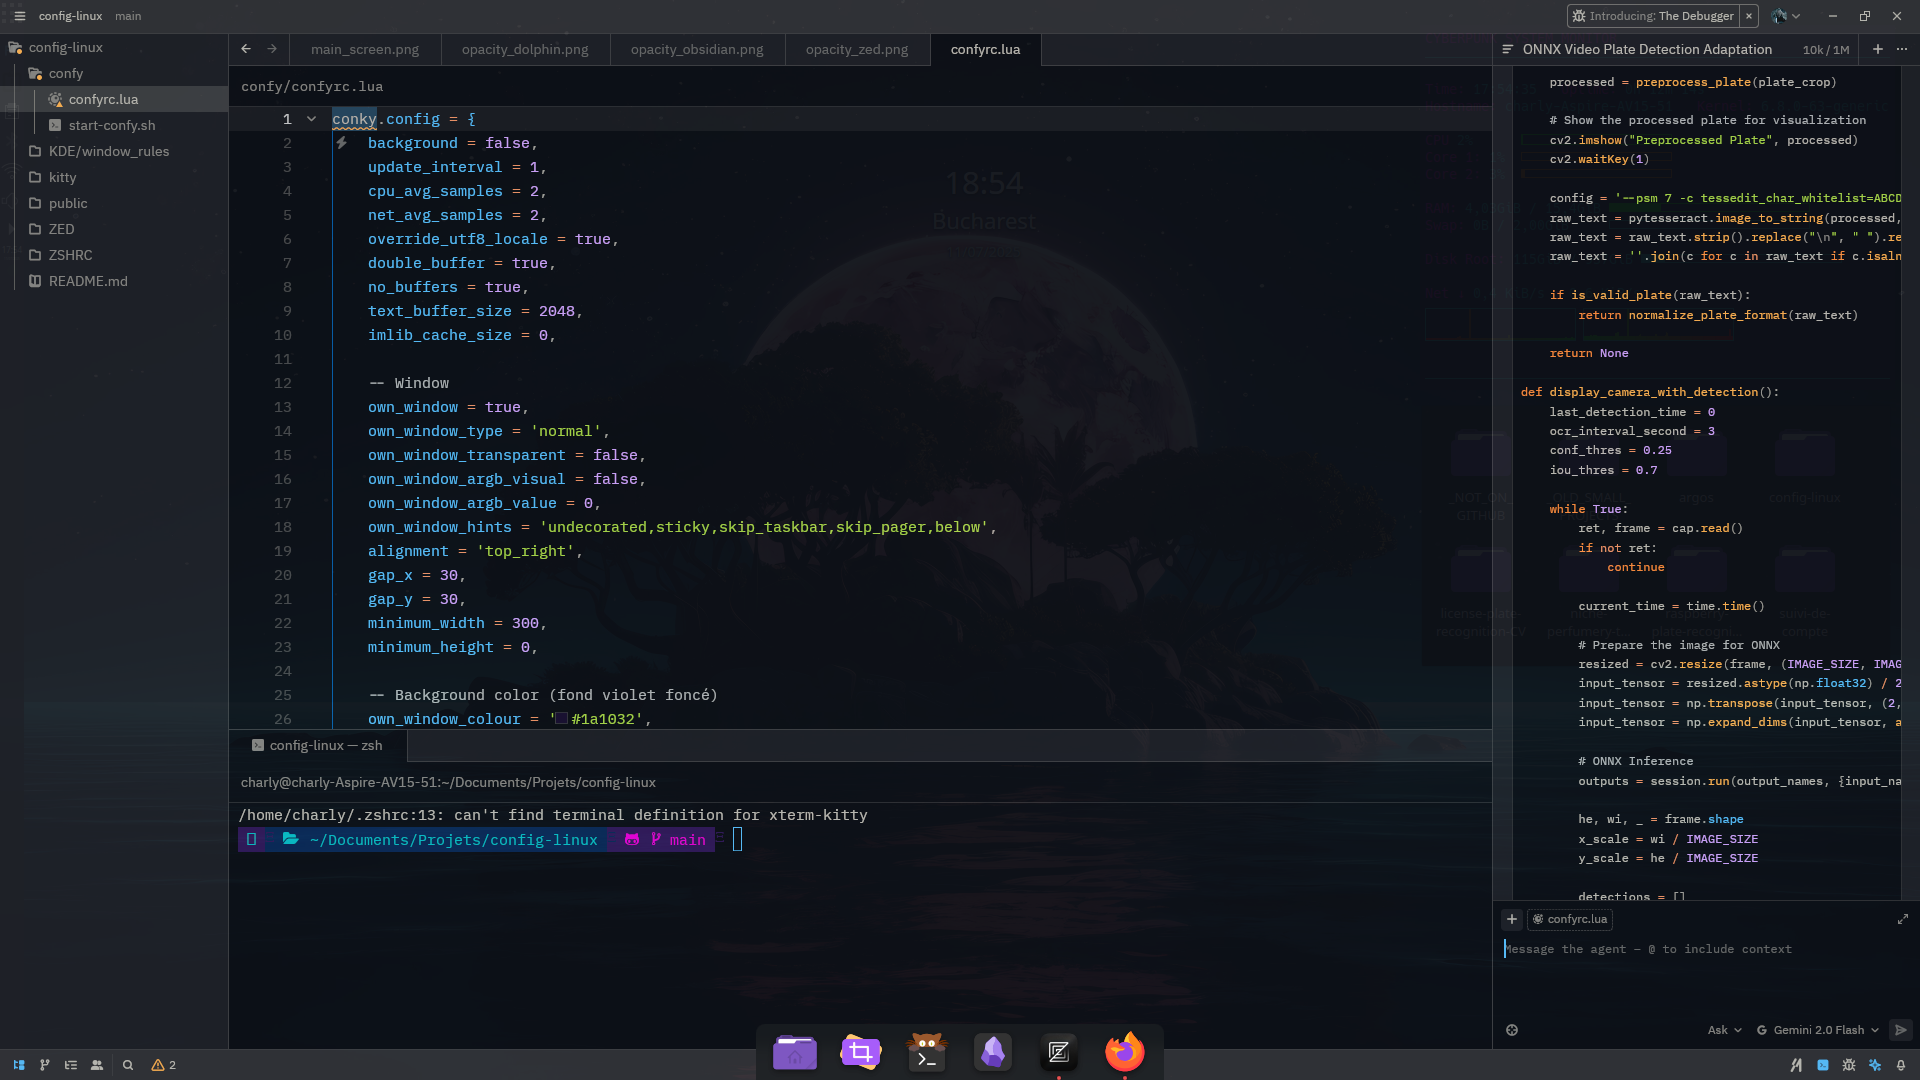 config-linux main
Introducing: The Debugger
config-linux
confy
confyrc.lua
start-confy.sh
KDE/window_rules
kitty
public
ZED
ZSHRC
README.md
main_screen.png
opacity_dolphin.png
opacity_obsidian.png
opacity_zed.png
confyrc.lua
confy/confyrc.lua
1 conky.config = {
2 background = false,
3 update_interval = 1,
4 cpu_avg_samples = 2,
5 net_avg_samples = 2,
6 override_utf8_locale = true,
7 double_buffer = true,
8 no_buffers = true,
9 text_buffer_size = 2048,
10 imlib_cache_size = 0,
11
12 -- Window
13 own_window = true,
14 own_window_type = 'normal',
15 own_window_transparent = false,
16 own_window_argb_visual = false,
17 own_window_argb_value = 0,
18 own_window_hints = 'undecorated,sticky,skip_taskbar,skip_pager,below',
19 alignment = 'top_right',
20 gap_x = 30,
21 gap_y = 30,
22 minimum_width = 300,
23 minimum_height = 0,
24
25 -- Background color (fond violet foncé)
26 own_window_colour = '#1a1032',
18:54
Bucharest
config-linux — zsh
charly@charly-Aspire-AV15-51:~/Documents/Projets/config-linux
/home/charly/.zshrc:13: can't find terminal definition for xterm-kitty
~/Documents/Projets/config-linux main
ONNX Video Plate Detection Adaptation 10k / 1M
processed = preprocess_plate(plate_crop)
# Show the processed plate for visualization
cv2.imshow("Preprocessed Plate", processed)
cv2.waitKey(1)
config = '--psm 7 -c tessedit_char_whitelist=ABCD
raw_text = pytesseract.image_to_string(processed,
raw_text = raw_text.strip().replace("\n", " ").re
raw_text = ''.join(c for c in raw_text if c.isaln
if is_valid_plate(raw_text):
return normalize_plate_format(raw_text)
return None
def display_camera_with_detection():
last_detection_time = 0
ocr_interval_second = 3
conf_thres = 0.25
iou_thres = 0.7
while True:
ret, frame = cap.read()
if not ret:
continue
current_time = time.time()
# Prepare the image for ONNX
resized = cv2.resize(frame, (IMAGE_SIZE, IMAG
input_tensor = resized.astype(np.float32) / 2
input_tensor = np.transpose(input_tensor, (2,
input_tensor = np.expand_dims(input_tensor, a
# ONNX Inference
outputs = session.run(output_names, {input_na
he, wi, _ = frame.shape
x_scale = wi / IMAGE_SIZE
y_scale = he / IMAGE_SIZE
detections = []
_NOT_ON_
GITHUB
_OLD_SMALL_
argos
config-linux
license-plate-
recognition-CV
suivi-de-
compte
confyrc.lua
Message the agent – @ to include context
Ask
Gemini 2.0 Flash
2